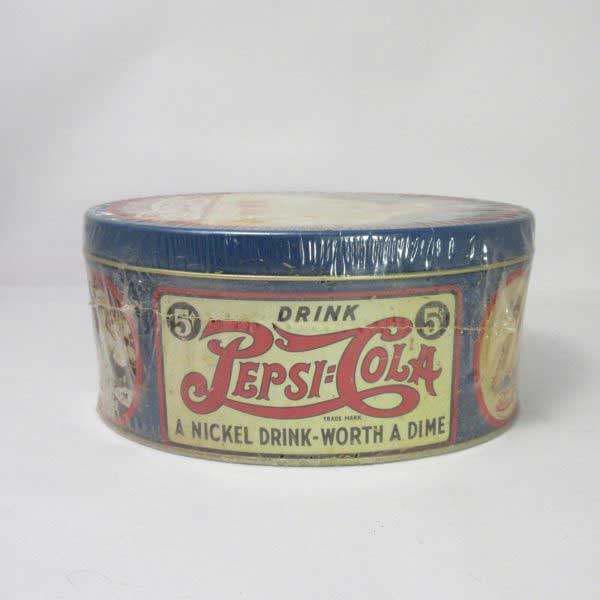 DRINK
5¢ 5¢
PEPSI=COLA
TRADE MARK
A NICKEL DRINK-WORTH A DIME